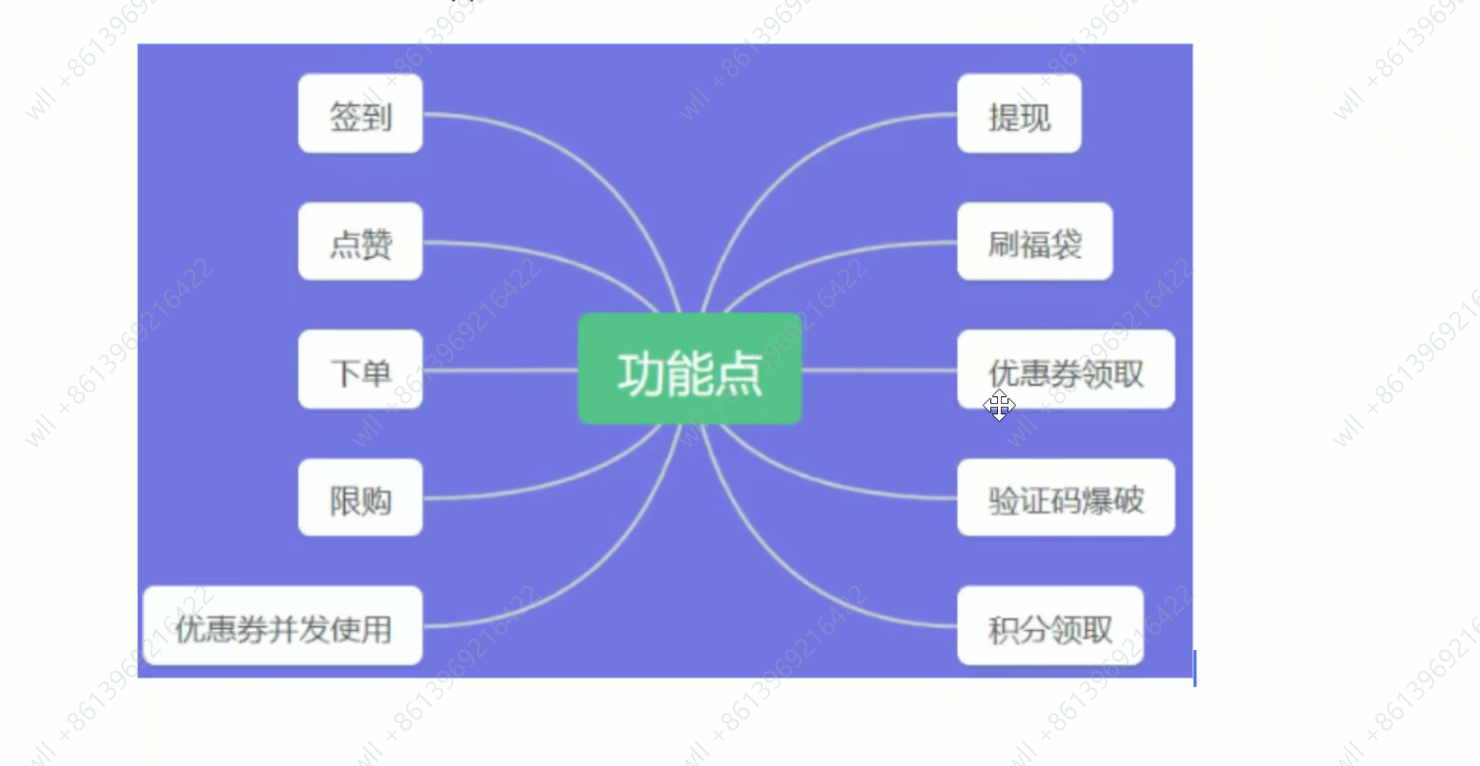 签到
点赞
下单
限购
优惠券并发使用
功能点
提现
刷福袋
优惠券领取
验证码爆破
积分领取
wll +8613969216422